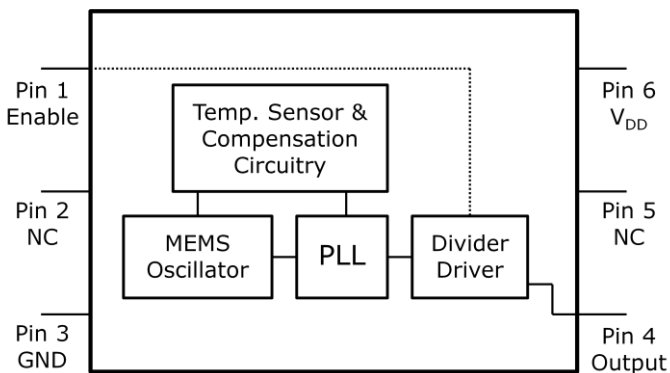 Pin 1
Enable
Pin 2
NC
Pin 3
GND
Temp. Sensor &
Compensation
Circuitry
MEMS
Oscillator
PLL
Divider
Driver
Pin 6
VDD
Pin 5
NC
Pin 4
Output